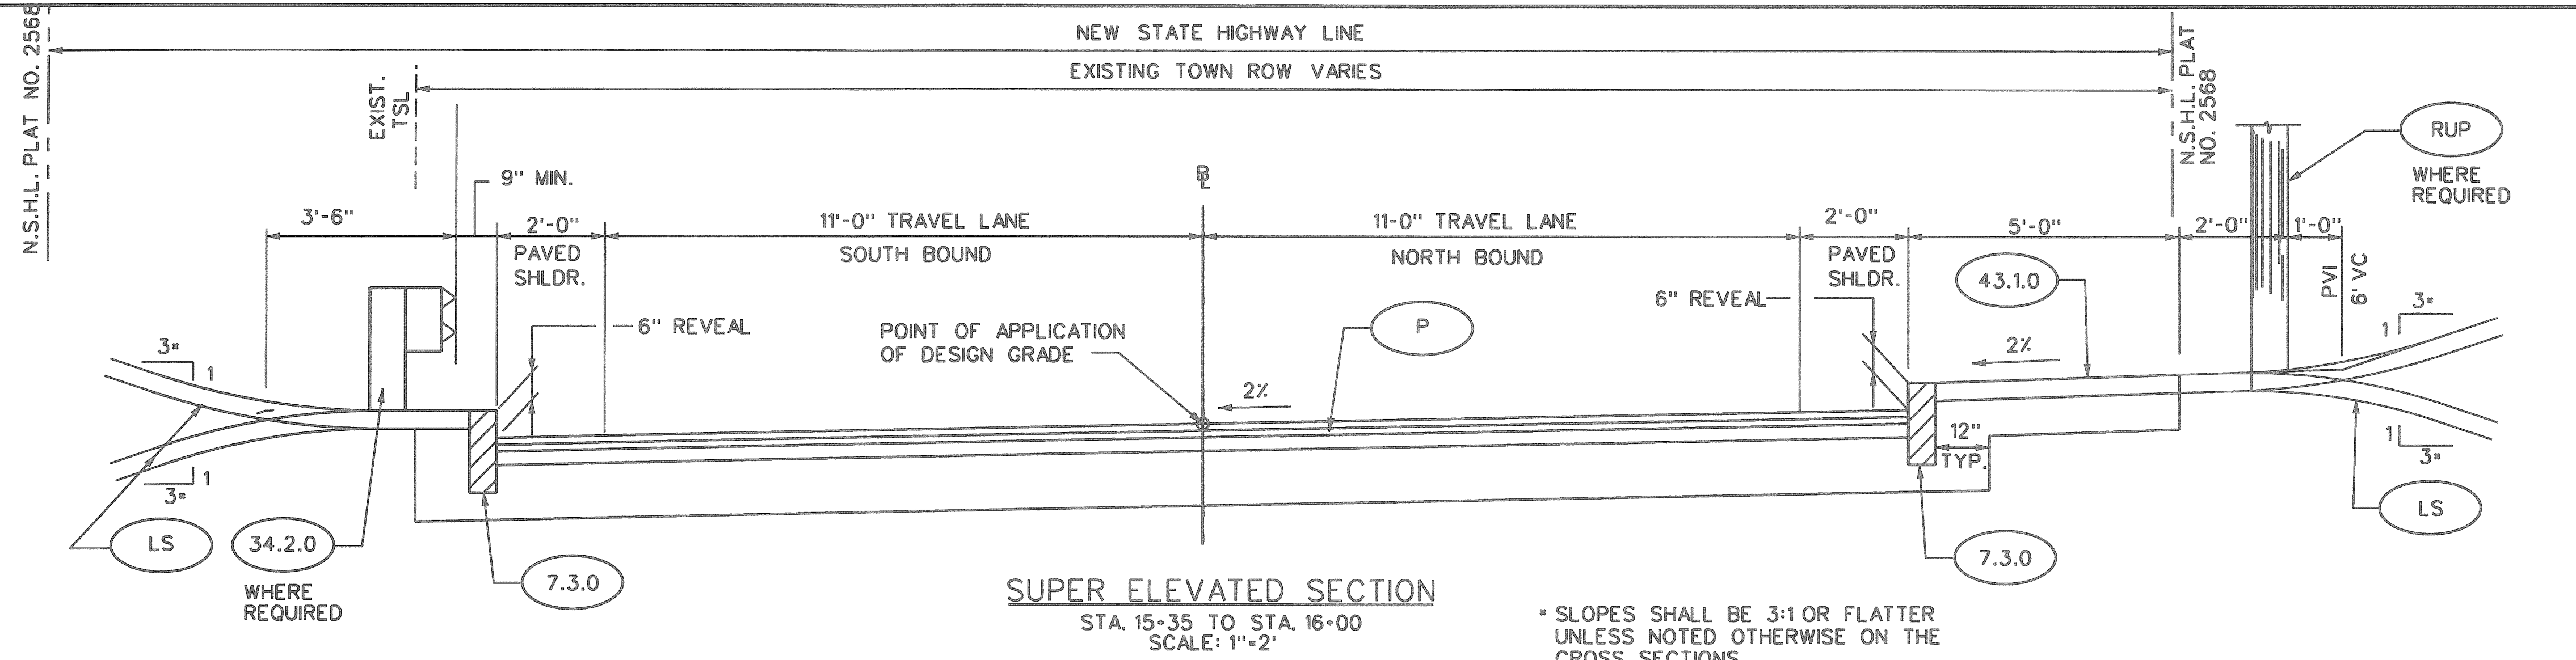 NEW STATE HIGHWAY LINE
EXISTING TOWN ROW VARIES
N.S.H.L. PLAT NO. 2568
EXIST.
TSL
N.S.H.L. PLAT
NO. 2568
RUP
WHERE
REQUIRED
9" MIN.
3'-6"
2'-0"
PAVED
SHLDR.
11'-0" TRAVEL LANE
SOUTH BOUND
11-0" TRAVEL LANE
NORTH BOUND
2'-0"
PAVED
SHLDR.
5'-0"
2'-0"
1'-0"
PVI
6' VC
43.1.0
6" REVEAL
6" REVEAL
POINT OF APPLICATION
OF DESIGN GRADE
P
2%
2%
3*
1
3*
1
3*
1
1
3*
12"
TYP.
LS
34.2.0
WHERE
REQUIRED
7.3.0
7.3.0
LS
SUPER ELEVATED SECTION
STA. 15+35 TO STA. 16+00
SCALE: 1"=2'
* SLOPES SHALL BE 3:1 OR FLATTER
UNLESS NOTED OTHERWISE ON THE
CROSS SECTIONS